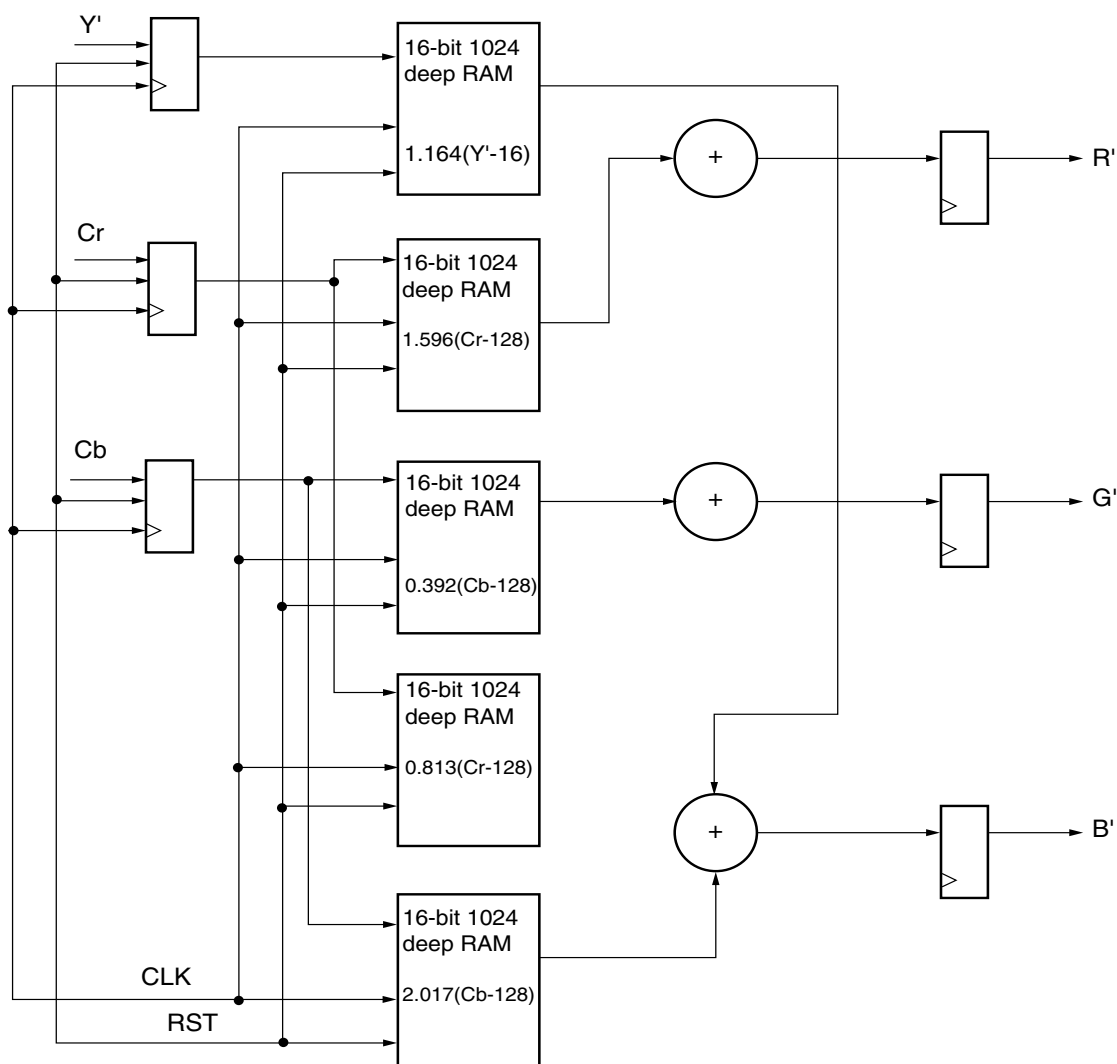 Y'
16-bit 1024
deep RAM
1.164(Y'-16)
+
R'
Cr
16-bit 1024
deep RAM
1.596(Cr-128)
Cb
16-bit 1024
deep RAM
0.392(Cb-128)
+
G'
16-bit 1024
deep RAM
0.813(Cr-128)
+
B'
16-bit 1024
deep RAM
2.017(Cb-128)
CLK
RST